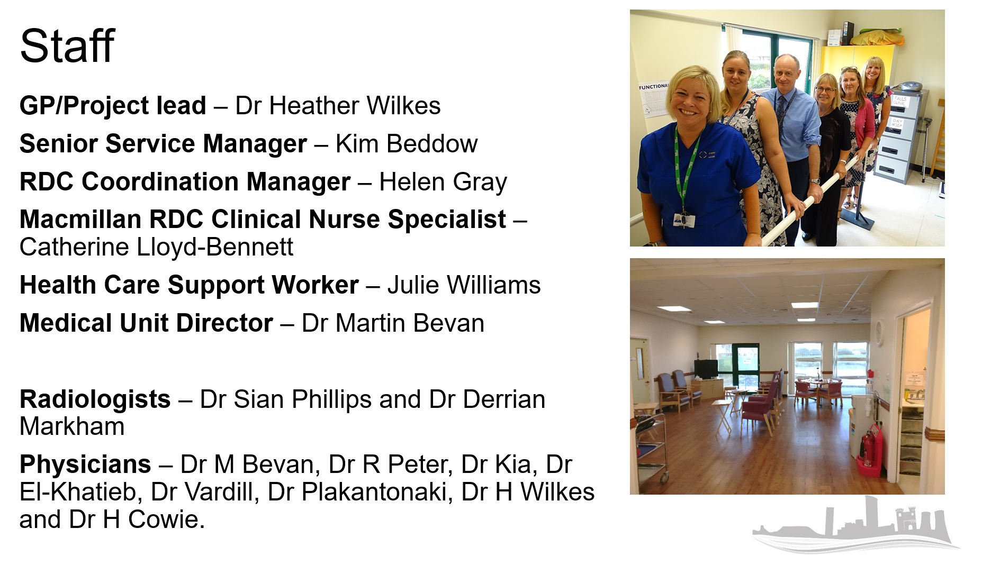 Staff
GP/Project lead – Dr Heather Wilkes
Senior Service Manager – Kim Beddow
RDC Coordination Manager – Helen Gray
Macmillan RDC Clinical Nurse Specialist –
Catherine Lloyd-Bennett
Health Care Support Worker – Julie Williams
Medical Unit Director – Dr Martin Bevan
Radiologists – Dr Sian Phillips and Dr Derrian
Markham
Physicians – Dr M Bevan, Dr R Peter, Dr Kia, Dr
El-Khatieb, Dr Vardill, Dr Plakantonaki, Dr H Wilkes
and Dr H Cowie.
FUNCTIONAL
FALLS
CLINIC
DAY
HOSP